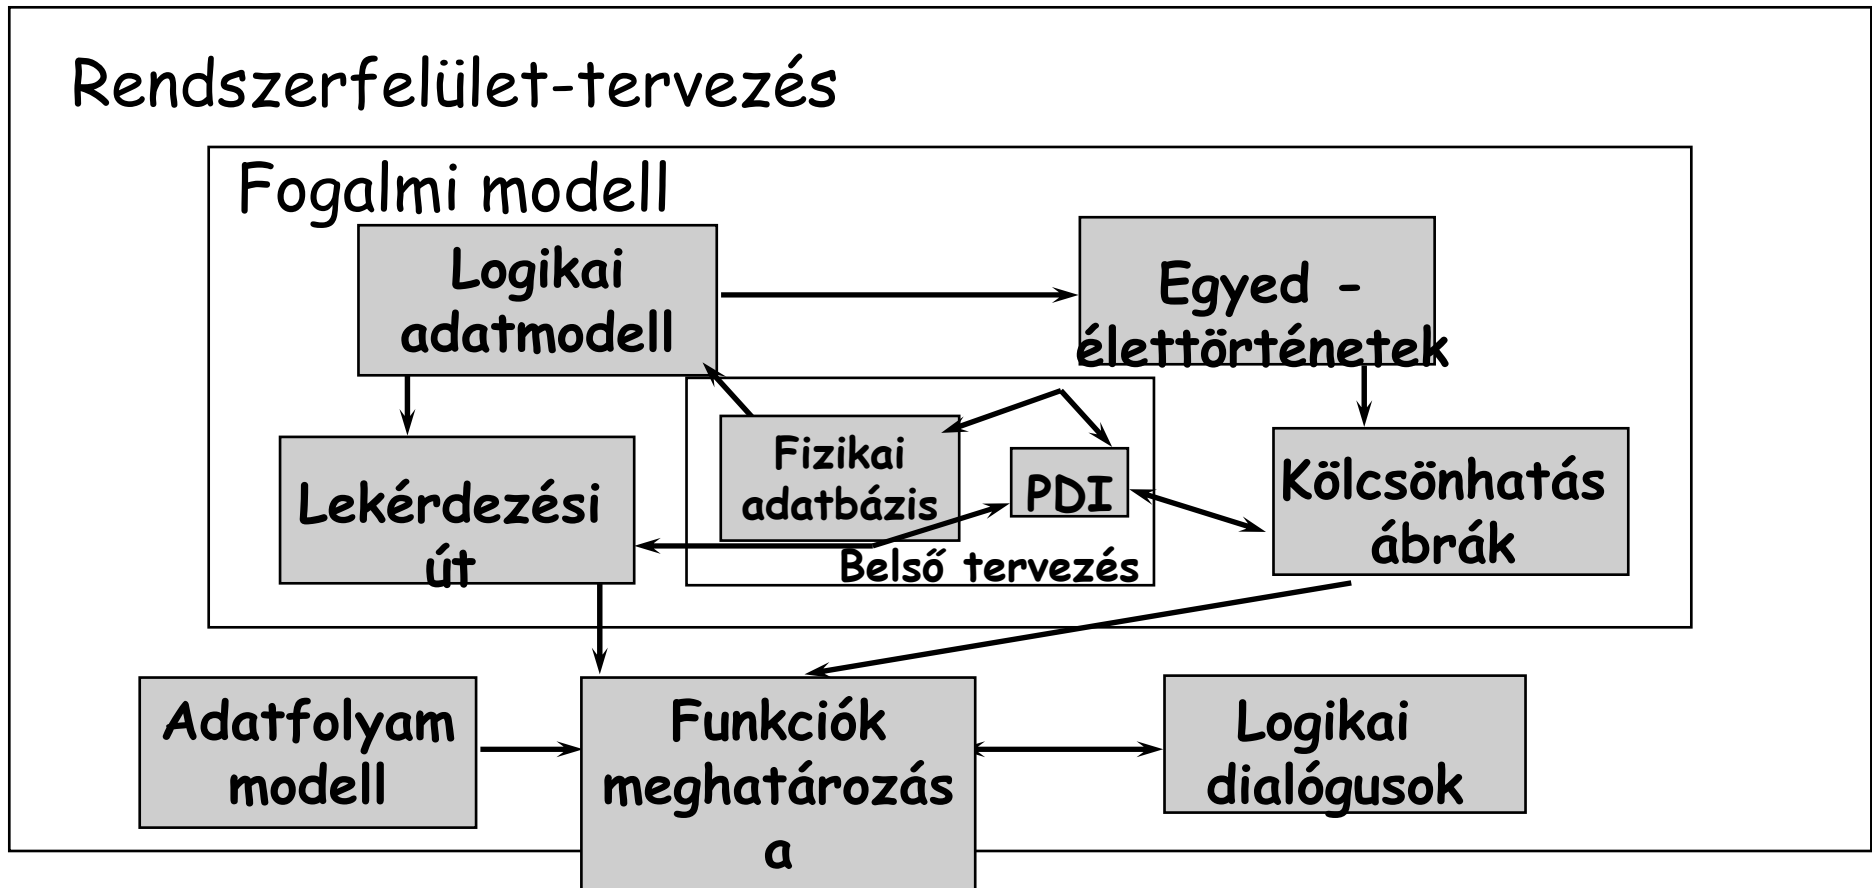 Rendszerfelület-tervezés
Fogalmi modell
Logikai
adatmodell
Egyed -
élettörténetek
Fizikai
adatbázis
PDI
Belső tervezés
Lekérdezési
út
Kölcsönhatás
ábrák
Adatfolyam
modell
Funkciók
meghatározás
a
Logikai
dialógusok